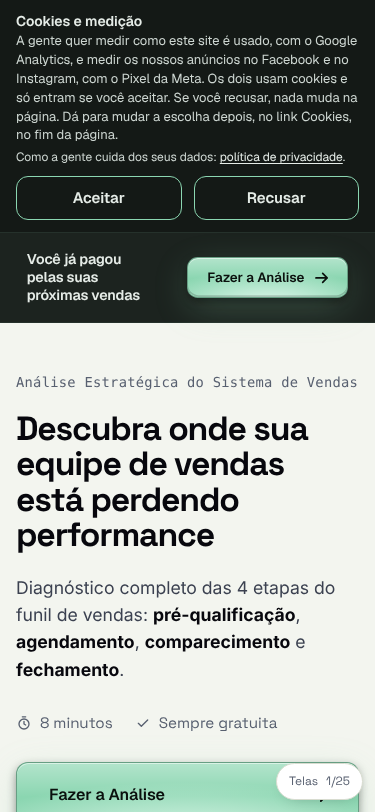 Cookies e medição
A gente quer medir como este site é usado, com o Google
Analytics, e medir os nossos anúncios no Facebook e no
Instagram, com o Pixel da Meta. Os dois usam cookies e
só entram se você aceitar. Se você recusar, nada muda na
página. Dá para mudar a escolha depois, no link Cookies,
no fim da página.
Como a gente cuida dos seus dados: política de privacidade.
Aceitar
Recusar
Você já pagou
pelas suas
próximas vendas
Fazer a Análise →
Análise Estratégica do Sistema de Vendas
Descubra onde sua
equipe de vendas
está perdendo
performance
Diagnóstico completo das 4 etapas do
funil de vendas: pré-qualificação,
agendamento, comparecimento e
fechamento.
8 minutos
Sempre gratuita
Fazer a Análise
Telas 1/25